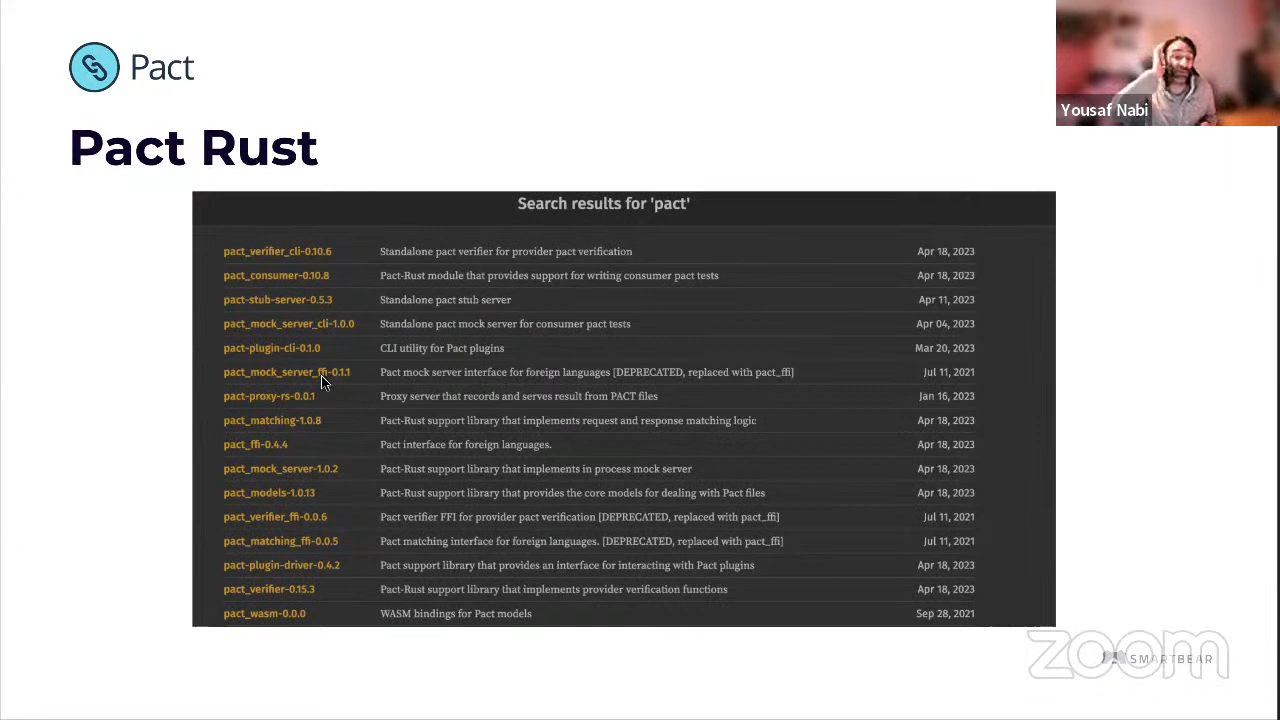 Pact
Yousaf Nabi
Pact Rust
Search results for 'pact'
pact_verifier_cli-0.10.6 Standalone pact verifier for provider pact verification Apr 18, 2023
pact_consumer-0.10.8 Pact-Rust module that provides support for writing consumer pact tests Apr 18, 2023
pact-stub-server-0.5.3 Standalone pact stub server Apr 11, 2023
pact_mock_server_cli-1.0.0 Standalone pact mock server for consumer pact tests Apr 04, 2023
pact-plugin-cli-0.1.0 CLI utility for Pact plugins Mar 20, 2023
pact_mock_server_ffi-0.1.1 Pact mock server interface for foreign languages [DEPRECATED, replaced with pact_ffi] Jul 11, 2021
pact-proxy-rs-0.0.1 Proxy server that records and serves result from PACT files Jan 16, 2023
pact_matching-1.0.8 Pact-Rust support library that implements request and response matching logic Apr 18, 2023
pact_ffi-0.4.4 Pact interface for foreign languages. Apr 18, 2023
pact_mock_server-1.0.2 Pact-Rust support library that implements in process mock server Apr 18, 2023
pact_models-1.0.13 Pact-Rust support library that provides the core models for dealing with Pact files Apr 18, 2023
pact_verifier_ffi-0.0.6 Pact verifier FFI for provider pact verification [DEPRECATED, replaced with pact_ffi] Jul 11, 2021
pact_matching_ffi-0.0.5 Pact matching interface for foreign languages. [DEPRECATED, replaced with pact_ffi] Jul 11, 2021
pact-plugin-driver-0.4.2 Pact support library that provides an interface for interacting with Pact plugins Apr 18, 2023
pact_verifier-0.15.3 Pact-Rust support library that implements provider verification functions Apr 18, 2023
pact_wasm-0.0.0 WASM bindings for Pact models Sep 28, 2021
zoom
SMARTBEAR